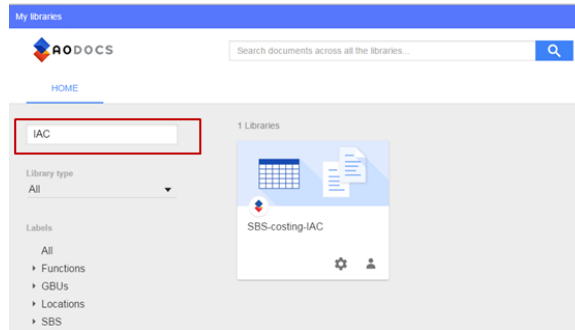 My libraries
AODOCS
Search documents across all the libraries...
HOME
IAC
Library type
All
Labels
All
Functions
GBUs
Locations
SBS
1 Libraries
SBS-costing-IAC